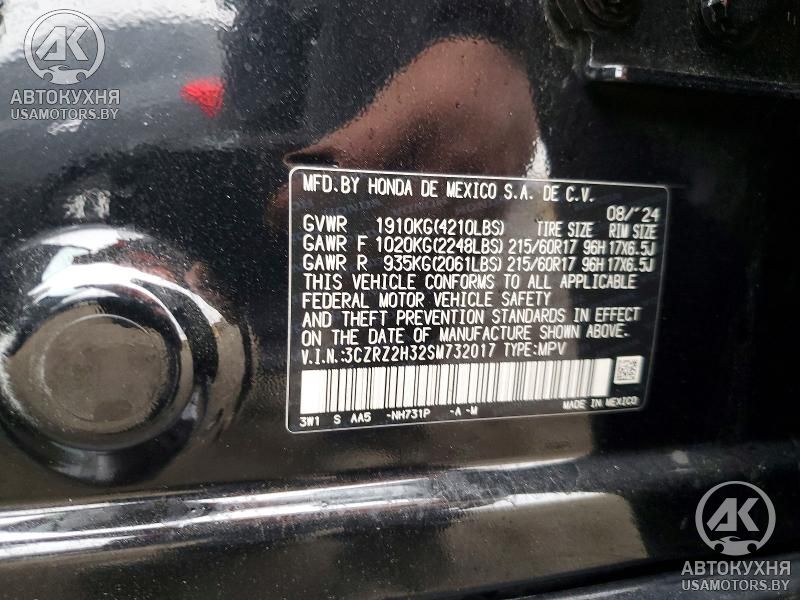 АК
АВТОКУХНЯ
USAMOTORS.BY
MFD.BY HONDA DE MEXICO S.A. DE C.V.
08/'24
GVWR 1910KG(4210LBS) TIRE SIZE RIM SIZE
GAWR F 1020KG(2248LBS) 215/60R17 96H 17X6.5J
GAWR R 935KG(2061LBS) 215/60R17 96H 17X6.5J
THIS VEHICLE CONFORMS TO ALL APPLICABLE
FEDERAL MOTOR VEHICLE SAFETY
AND THEFT PREVENTION STANDARDS IN EFFECT
ON THE DATE OF MANUFACTURE SHOWN ABOVE.
V.I.N.:3CZRZ2H32SM732017 TYPE:MPV
3W1 S AA5 -NH731P -A -M MADE IN MEXICO
АК
АВТОКУХНЯ
USAMOTORS.BY